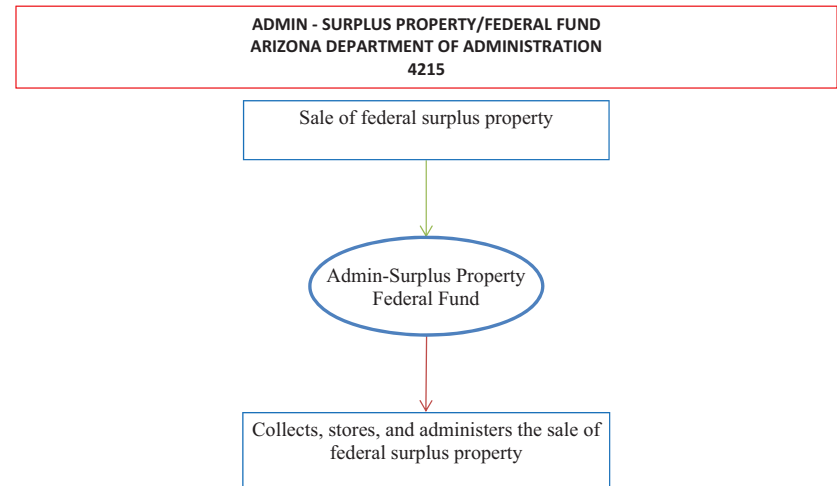 ADMIN - SURPLUS PROPERTY/FEDERAL FUND
ARIZONA DEPARTMENT OF ADMINISTRATION
4215
Sale of federal surplus property
Admin-Surplus Property
Federal Fund
Collects, stores, and administers the sale of
federal surplus property